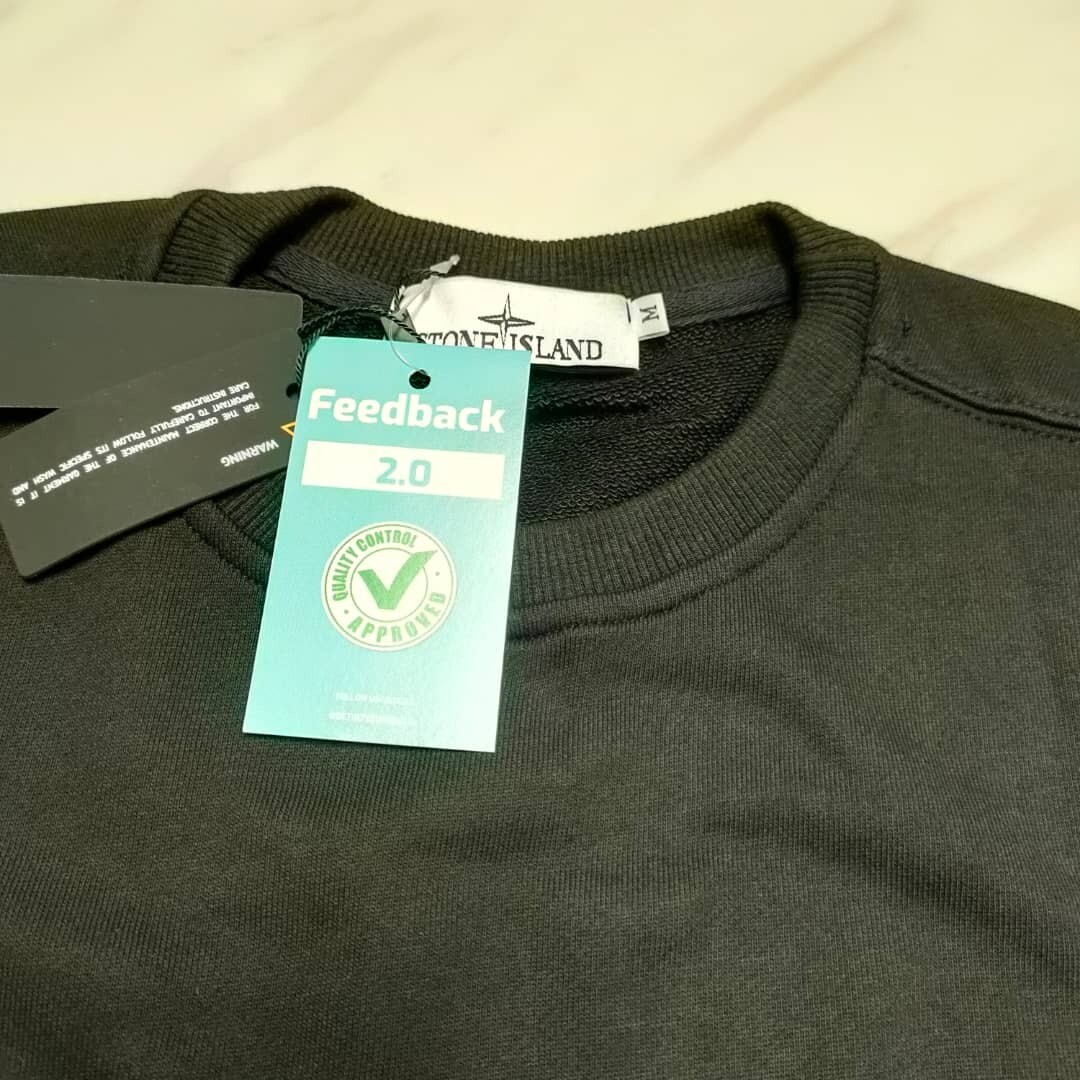 STONE ISLAND
M
Feedback
2.0
QUALITY CONTROL
APPROVED
WARNING
FOR THE CORRECT MAINTENANCE OF THE GARMENT IT IS
IMPORTANT TO CAREFULLY FOLLOW ITS SPECIFIC WASH AND
CARE INSTRUCTIONS.